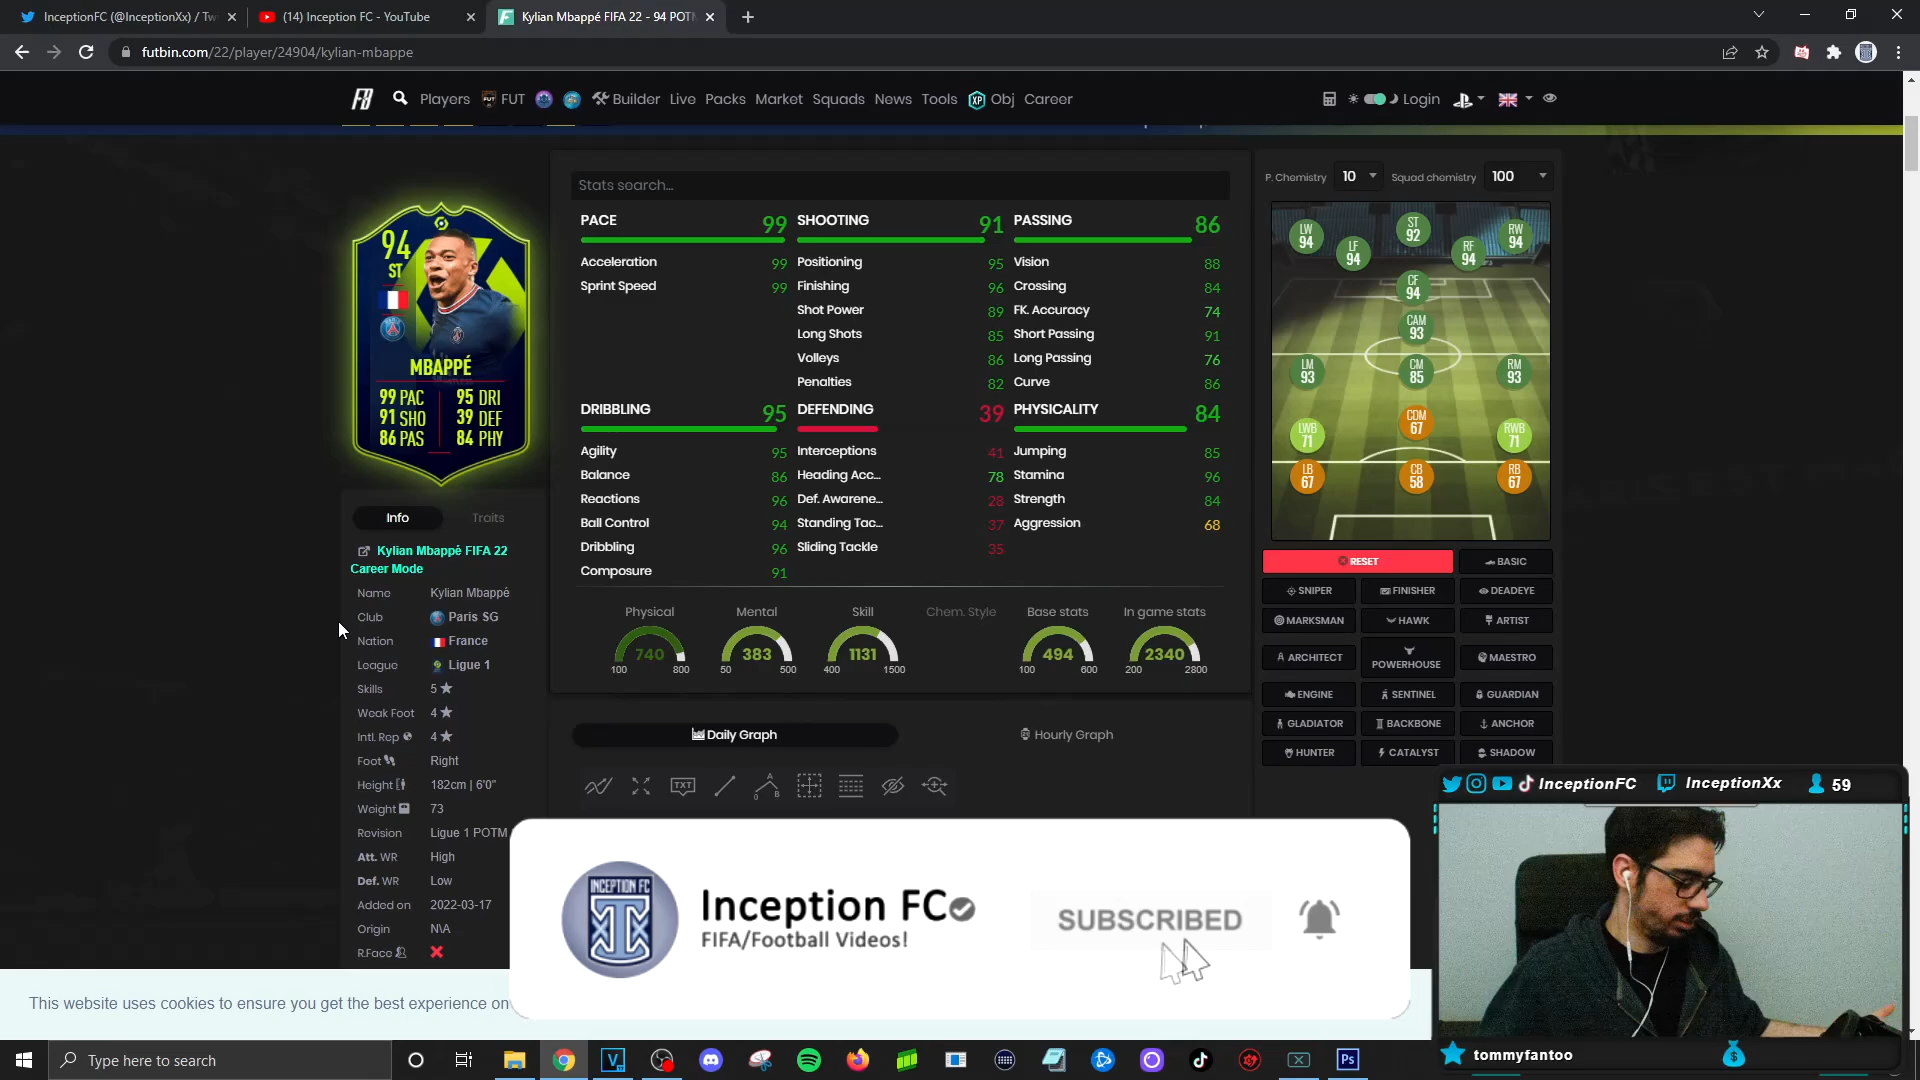 InceptionFC (@InceptionXx) / Tw
(14) Inception FC - YouTube
Kylian Mbappé FIFA 22 - 94 POTM
futbin.com/22/player/24904/kylian-mbappe
Players FUT Builder Live Packs Market Squads News Tools XP Obj Career Login
Stats search...
P. Chemistry 10 Squad chemistry 100
94
ST
MBAPPÉ
99 PAC 95 DRI
91 SHO 39 DEF
86 PAS 84 PHY
PACE 99
Acceleration 99
Sprint Speed 99
SHOOTING 91
Positioning 95
Finishing 96
Shot Power 89
Long Shots 85
Volleys 86
Penalties 82
PASSING 86
Vision 88
Crossing 84
FK. Accuracy 74
Short Passing 91
Long Passing 76
Curve 86
DRIBBLING 95
Agility 95
Balance 86
Reactions 96
Ball Control 94
Dribbling 96
Composure 91
DEFENDING 39
Interceptions 41
Heading Acc... 78
Def. Awarene... 28
Standing Tac... 37
Sliding Tackle 35
PHYSICALITY 84
Jumping 85
Stamina 96
Strength 84
Aggression 68
Physical Mental Skill Chem. Style Base stats In game stats
740 383 1131 494 2340
100 800 50 500 400 1500 100 600 200 2800
LW 94
ST 92
RW 94
LF 94
RF 94
CF 94
CAM 93
LM 93
CM 85
RM 93
CDM 67
LWB 71
RWB 71
LB 67
CB 58
RB 67
RESET BASIC
SNIPER FINISHER DEADEYE
MARKSMAN HAWK ARTIST
ARCHITECT POWERHOUSE MAESTRO
ENGINE SENTINEL GUARDIAN
GLADIATOR BACKBONE ANCHOR
HUNTER CATALYST SHADOW
Info Traits
Kylian Mbappé FIFA 22
Career Mode
Name Kylian Mbappé
Club Paris SG
Nation France
League Ligue 1
Skills 5
Weak Foot 4
Intl. Rep 4
Foot Right
Height 182cm | 6'0"
Weight 73
Revision Ligue 1 POTM
Att. WR High
Def. WR Low
Added on 2022-03-17
Origin N\A
R.Face
Daily Graph Hourly Graph
TXT
InceptionFC InceptionXx 59
INCEPTION FC
Inception FC
FIFA/Football Videos!
SUBSCRIBED
This website uses cookies to ensure you get the best experience on
tommyfantoo
Type here to search
Ps